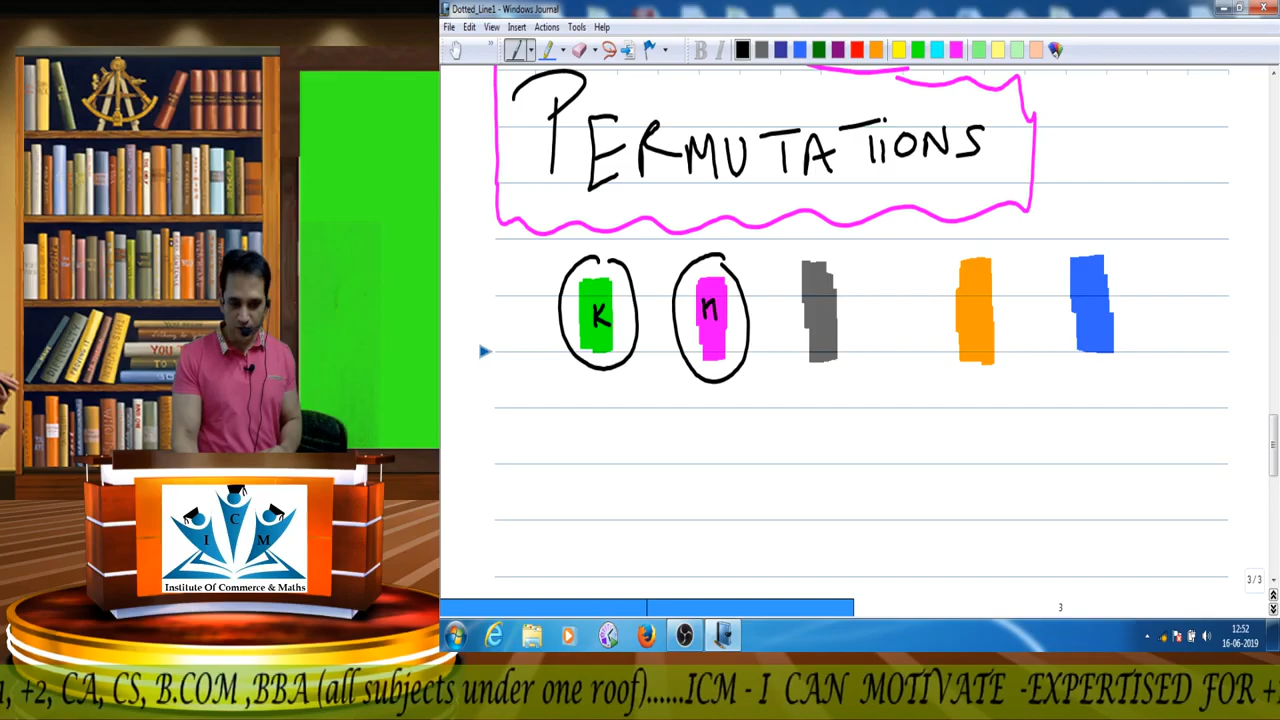 Dotted_Line1 - Windows Journal
File Edit View Insert Actions Tools Help
B I
PERMUTATIONS
K M
I C M
Institute Of Commerce & Maths
3 / 3
3
12:52
16-06-2019
, +2, CA, CS, B.COM ,BBA (all subjects under one roof)......ICM - I CAN MOTIVATE -EXPERTISED FOR +